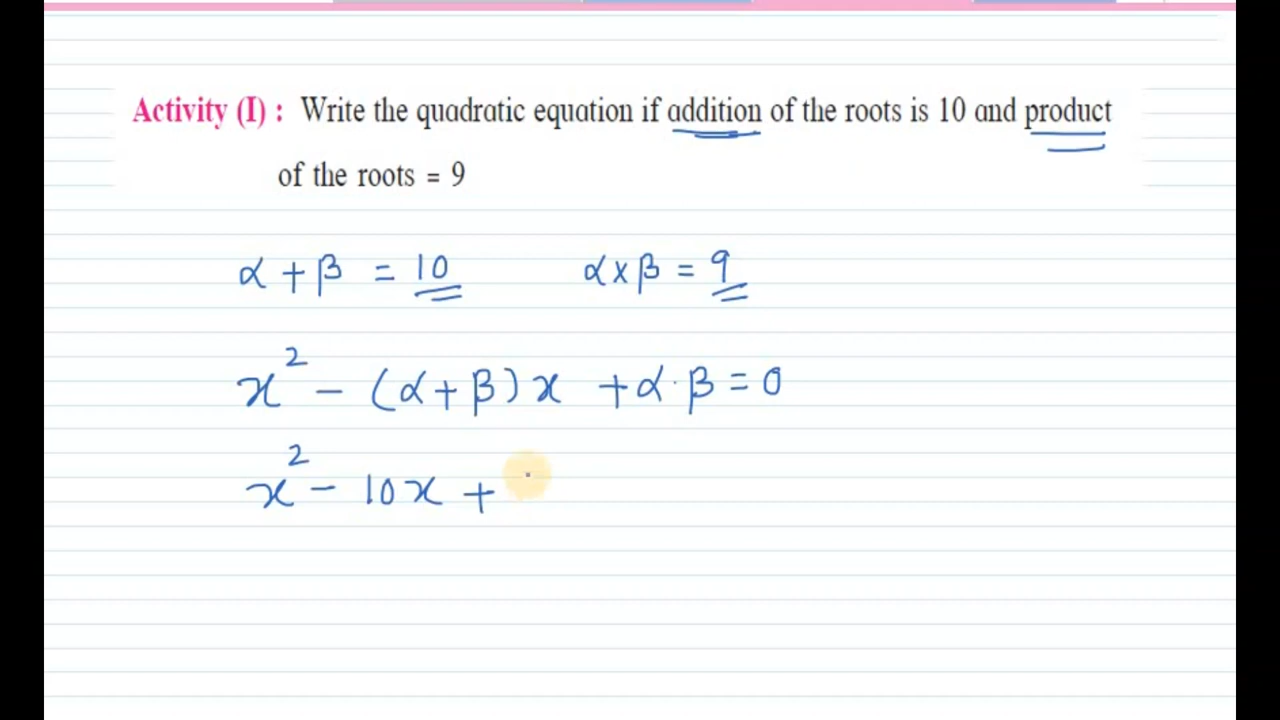 Activity (I) : Write the quadratic equation if addition of the roots is 10 and product
of the roots = 9
α + β = 10 α × β = 9
x² - (α + β) x + α · β = 0
x² - 10x +